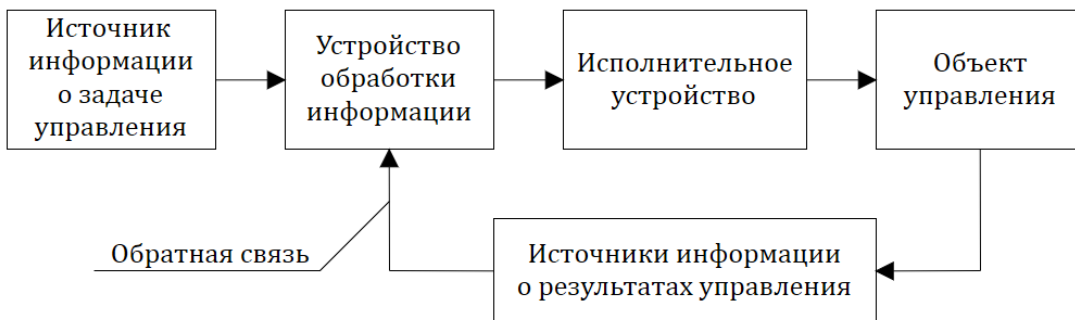 Источник
информации
о задаче
управления
Устройство
обработки
информации
Исполнительное
устройство
Объект
управления
Обратная связь
Источники информации
о результатах управления